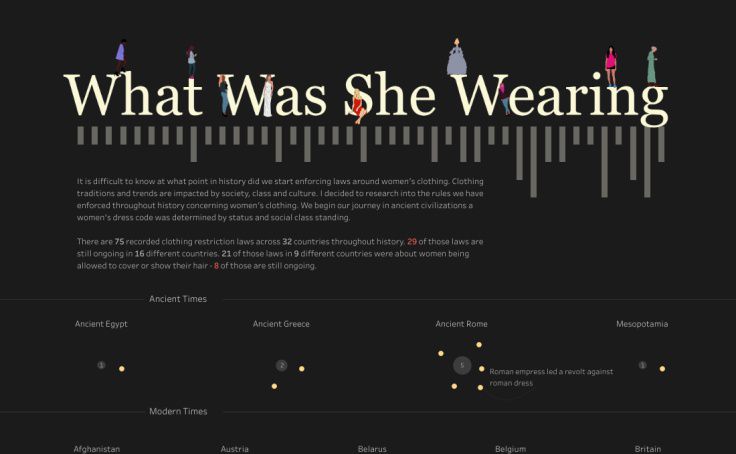 What Was She Wearing
It is difficult to know at what point in history did we start enforcing laws around women's clothing. Clothing
traditions and trends are impacted by society, class and culture. I decided to research into the rules we have
enforced throughout history concerning women's clothing. We begin our journey in ancient civilizations a
women's dress code was determined by status and social class standing.
There are 75 recorded clothing restriction laws across 32 countries throughout history. 29 of those laws are
still ongoing in 16 different countries. 21 of those laws in 9 different countries were about women being
allowed to cover or show their hair - 8 of those are still ongoing.
Ancient Times
Ancient Egypt
Ancient Greece
Ancient Rome
Mesopotamia
1
2
5
1
Roman empress led a revolt against
roman dress
Modern Times
Afghanistan
Austria
Belarus
Belgium
Britain